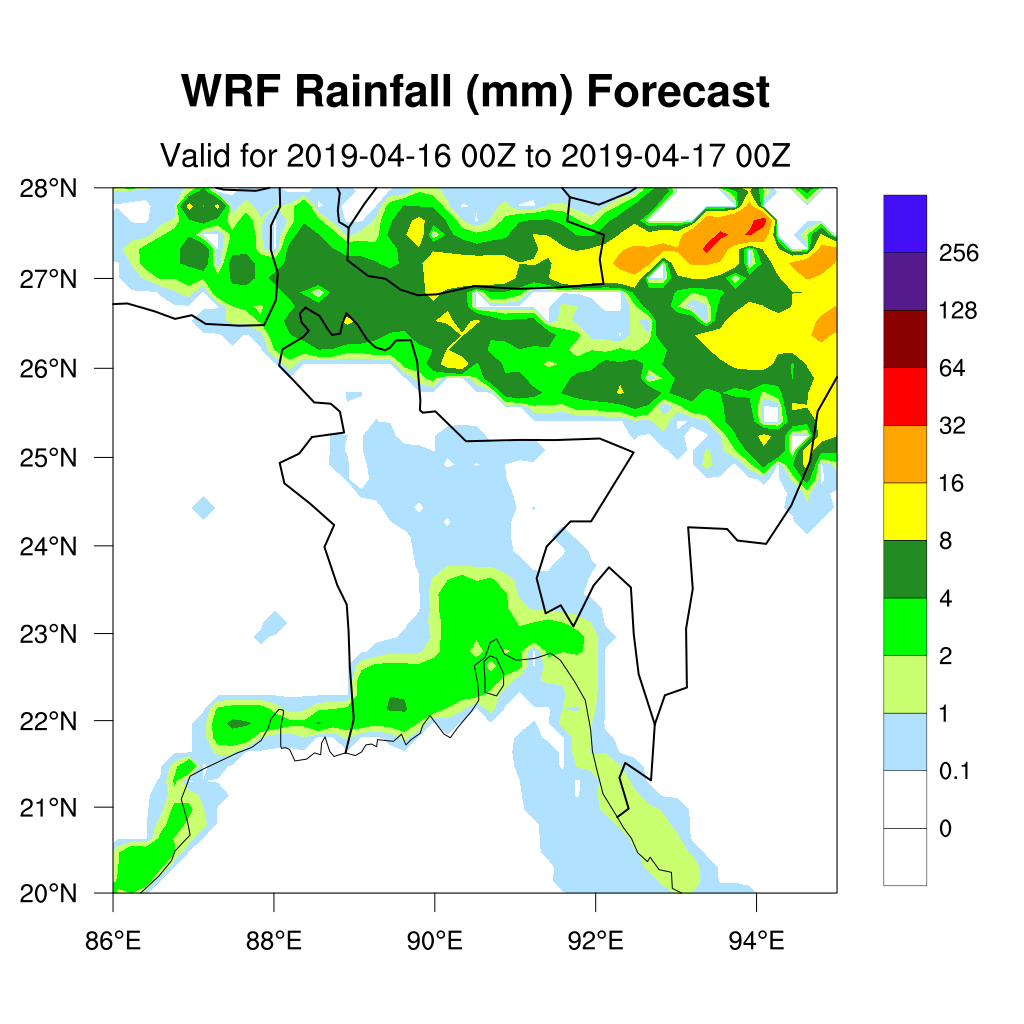 WRF Rainfall (mm) Forecast
Valid for 2019-04-16 00Z to 2019-04-17 00Z
28°N
27°N
26°N
25°N
24°N
23°N
22°N
21°N
20°N
86°E 88°E 90°E 92°E 94°E
256
128
64
32
16
8
4
2
1
0.1
0